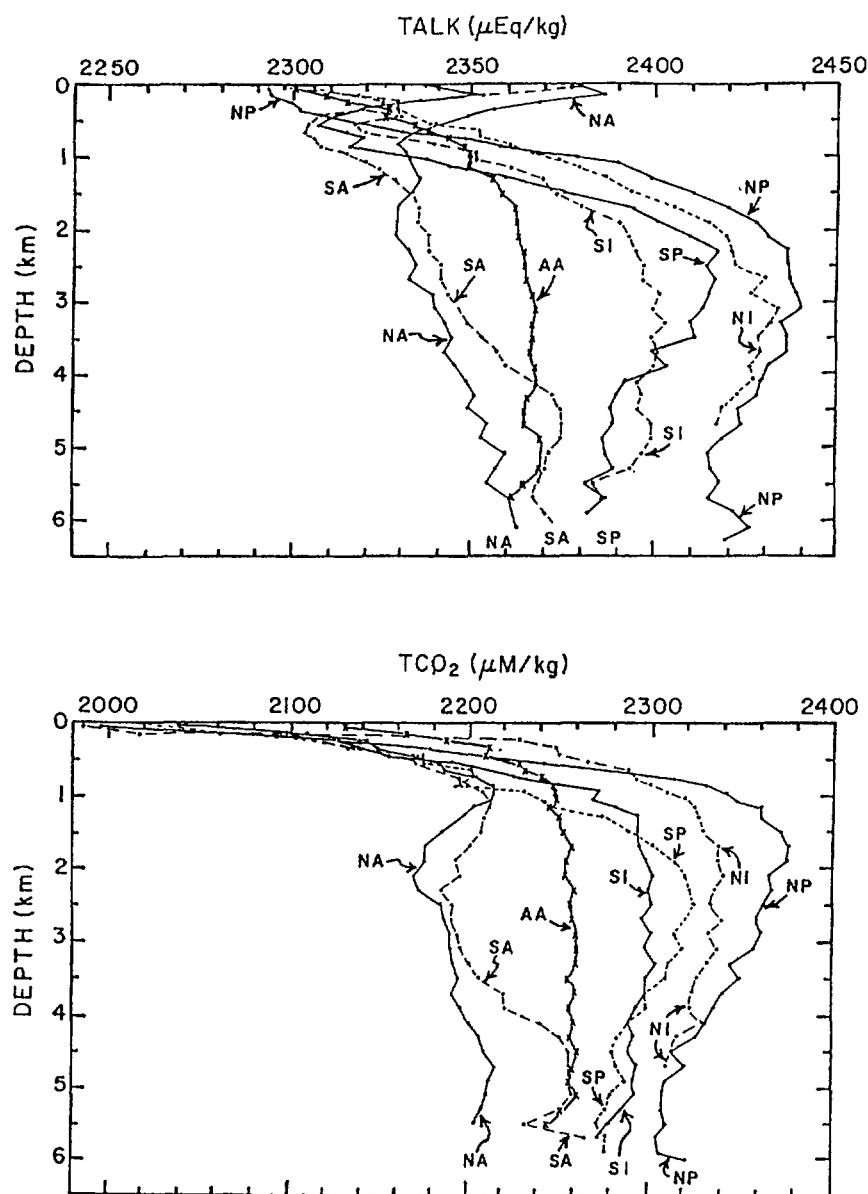 TALK (μEq/kg)
2250 2300 2350 2400 2450
0
NP NA
1
SA NP
2
SI SP
SA AA
3
NI
NA
4
SI
5
NP
6
NA SA SP
DEPTH (km)
TCO₂ (μM/kg)
2000 2100 2200 2300 2400
0
1
SP
NA NI
2
SI NP
AA
3
SA
4
NI
5
SP
6
NA SA SI NP
DEPTH (km)